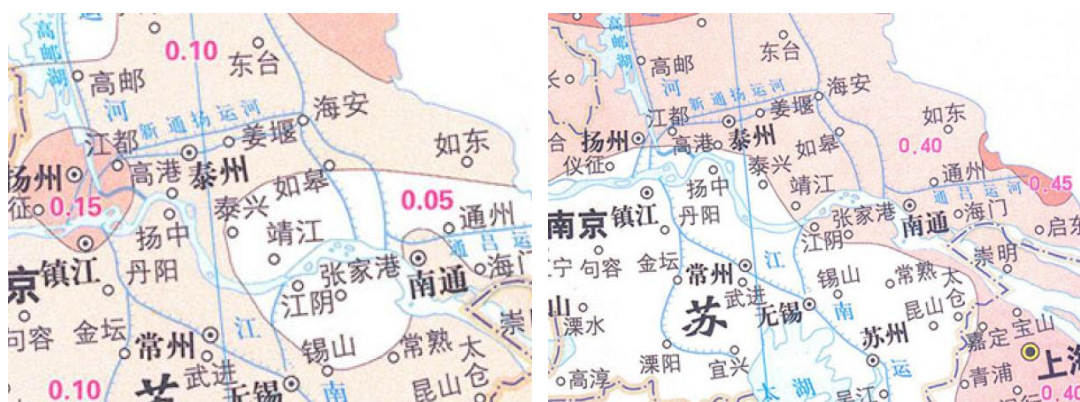 0.10
东台
高邮湖
高邮
河
新通扬运河
海安
江都
姜堰
如东
扬州
高港
泰州
如皋
征
0.15
泰兴
0.05
通州
扬中
靖江
通吕运
京
镇江
丹阳
张家港
南通
海门
江阴
句容
金坛
常州
江
锡山
常熟
太
崇
武进
无锡
南
昆山
仓
0.10
苏
高邮湖
高邮
东台
河
新通扬运河
海安
江都
姜堰
如东
合
扬州
高港
泰州
如皋
0.40
仪征
泰兴
扬中
靖江
通州
0.45
通吕运河
南京
镇江
丹阳
张家港
南通
海门
启东
江阴
崇明
句容
金坛
常州
江
锡山
常熟
太
仓
山
溧水
苏
武进
无锡
南
昆山
苏州
嘉定
宝山
溧阳
宜兴
运
上海
高淳
太湖
吴江
青浦
0.40